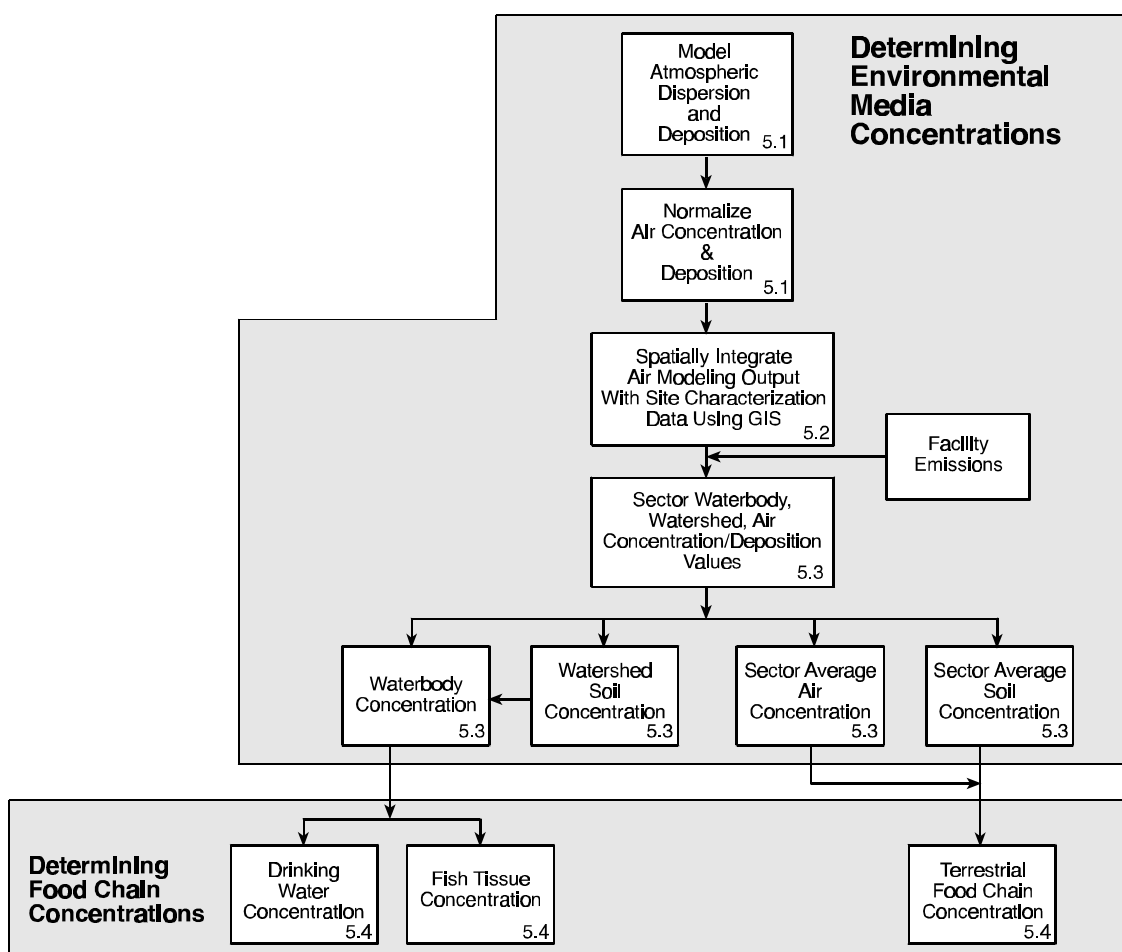 Model
Atmospheric
Dispersion
and
Deposition
5.1
Determining
Environmental
Media
Concentrations
Normalize
Air Concentration
&
Deposition
5.1
Spatially Integrate
Air Modeling Output
With Site Characterization
Data Using GIS
5.2
Facility
Emissions
Sector Waterbody,
Watershed, Air
Concentration/Deposition
Values
5.3
Waterbody
Concentration
5.3
Watershed
Soil
Concentration
5.3
Sector Average
Air
Concentration
5.3
Sector Average
Soil
Concentration
5.3
Determining
Food Chain
Concentrations
Drinking
Water
Concentration
5.4
Fish Tissue
Concentration
5.4
Terrestrial
Food Chain
Concentration
5.4